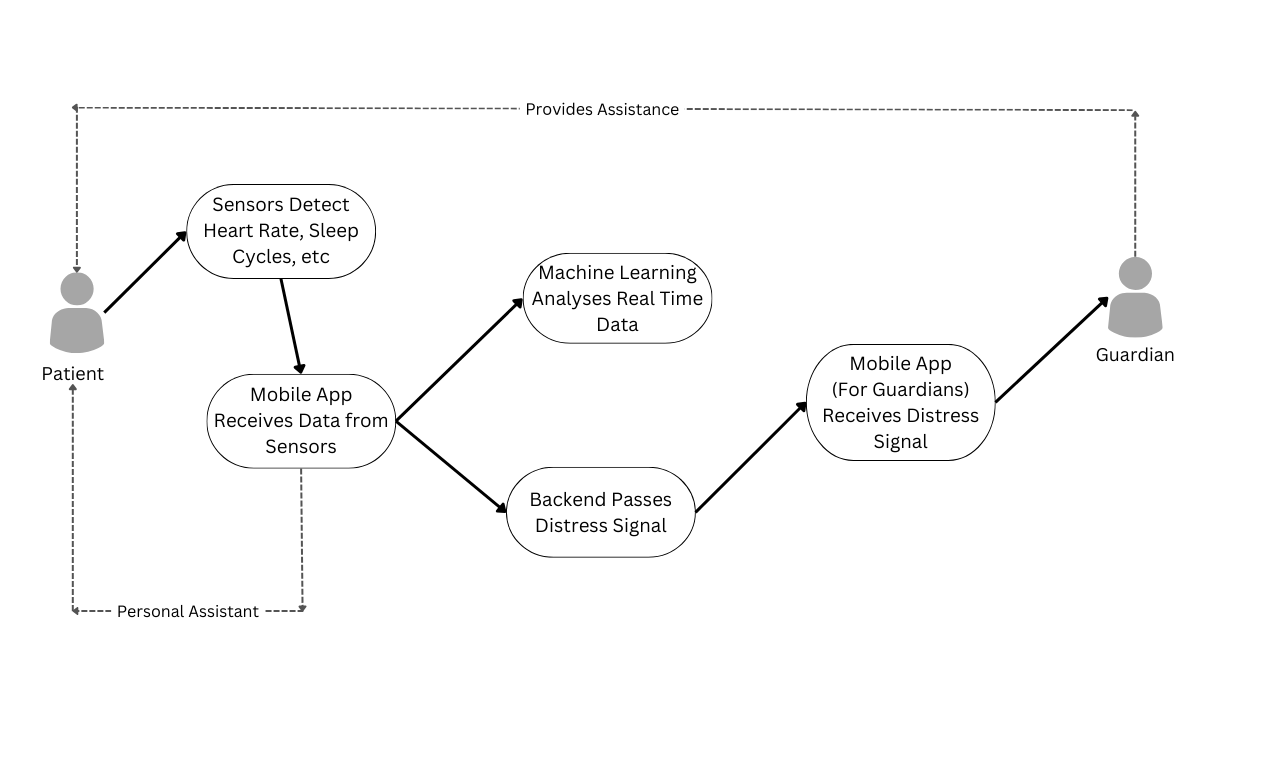 Provides Assistance
Sensors Detect
Heart Rate, Sleep
Cycles, etc
Machine Learning
Analyses Real Time
Data
Patient
Guardian
Mobile App
Receives Data from
Sensors
Mobile App
(For Guardians)
Receives Distress
Signal
Backend Passes
Distress Signal
Personal Assistant